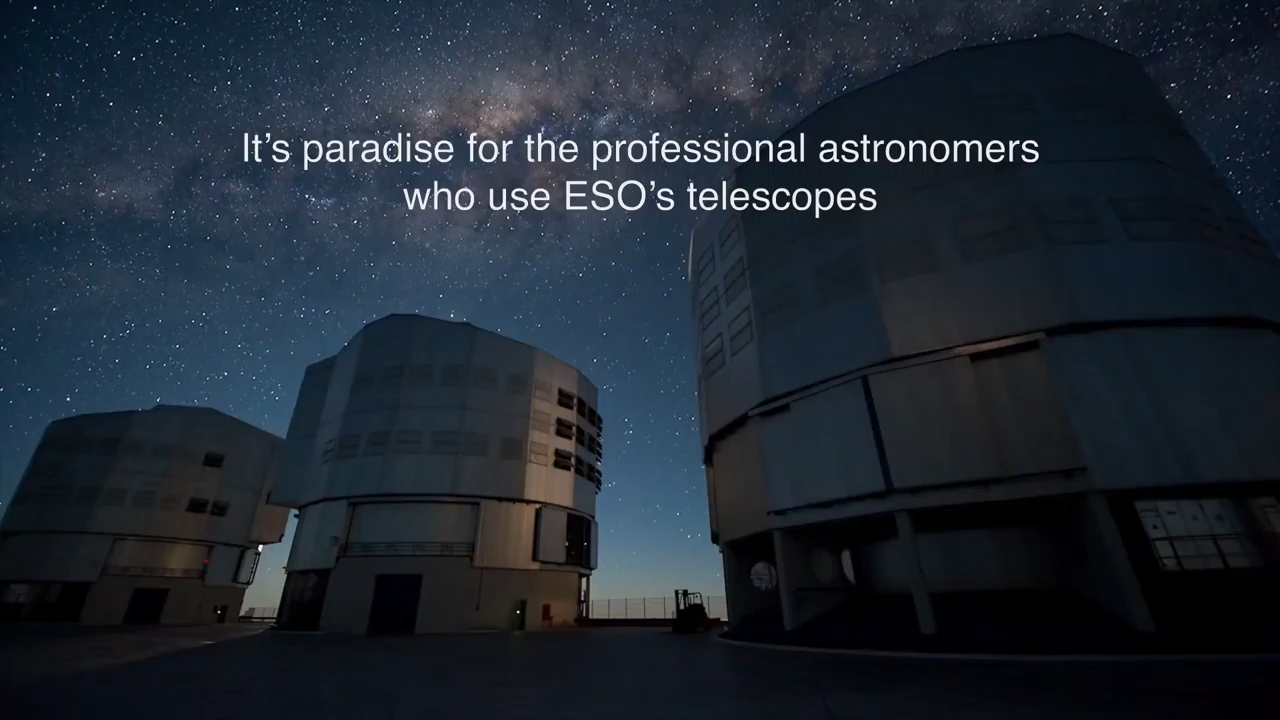 It’s paradise for the professional astronomers
who use ESO’s telescopes